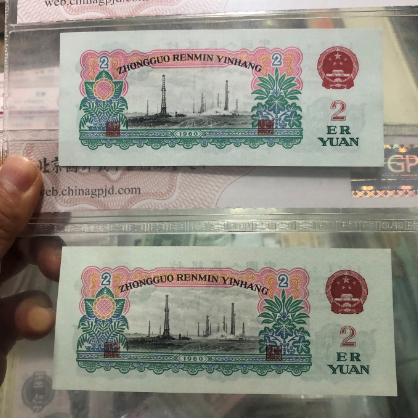 web.chinagpjd.com
2
ZHONGGUO RENMIN YINHANG
2
1960
2
ER
YUAN
北京
GP
web.chinagpjd.com
2
ZHONGGUO RENMIN YINHANG
2
1960
2
ER
YUAN